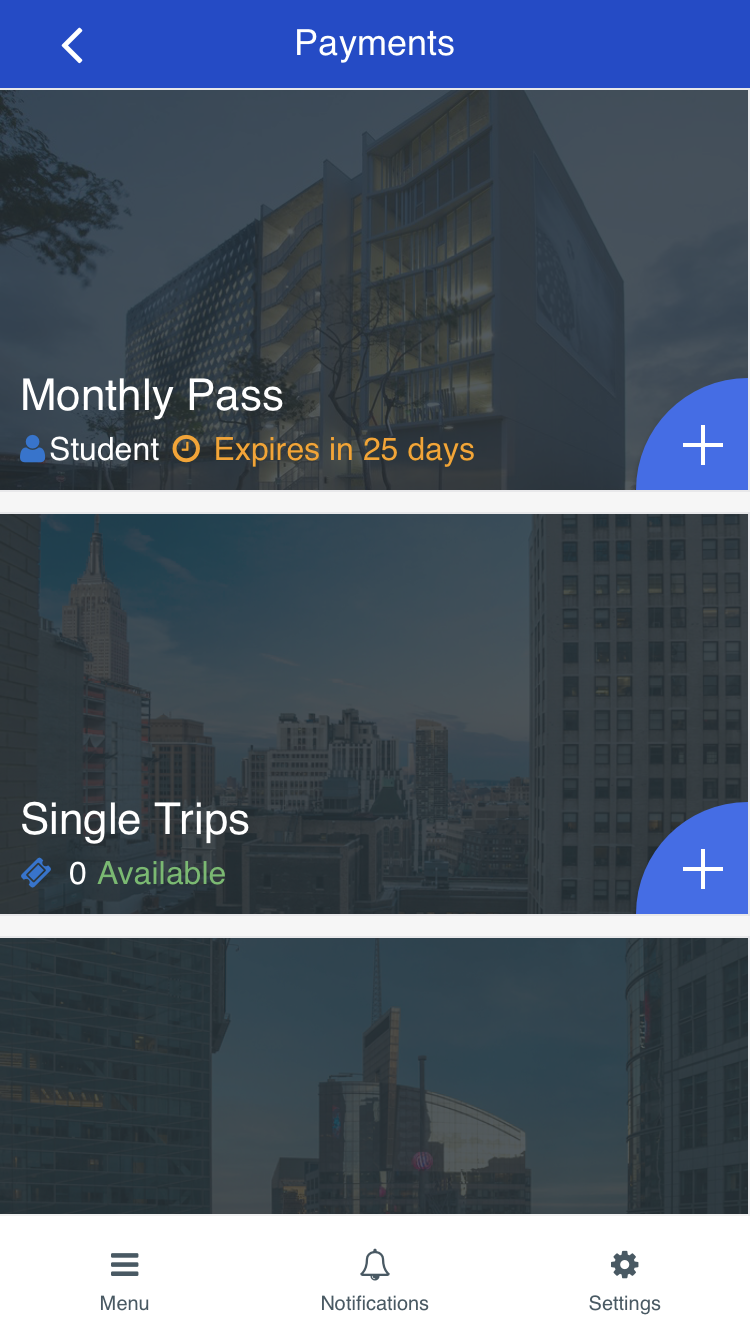 Payments
Monthly Pass
Student Expires in 25 days
Single Trips
0 Available
Menu Notifications Settings